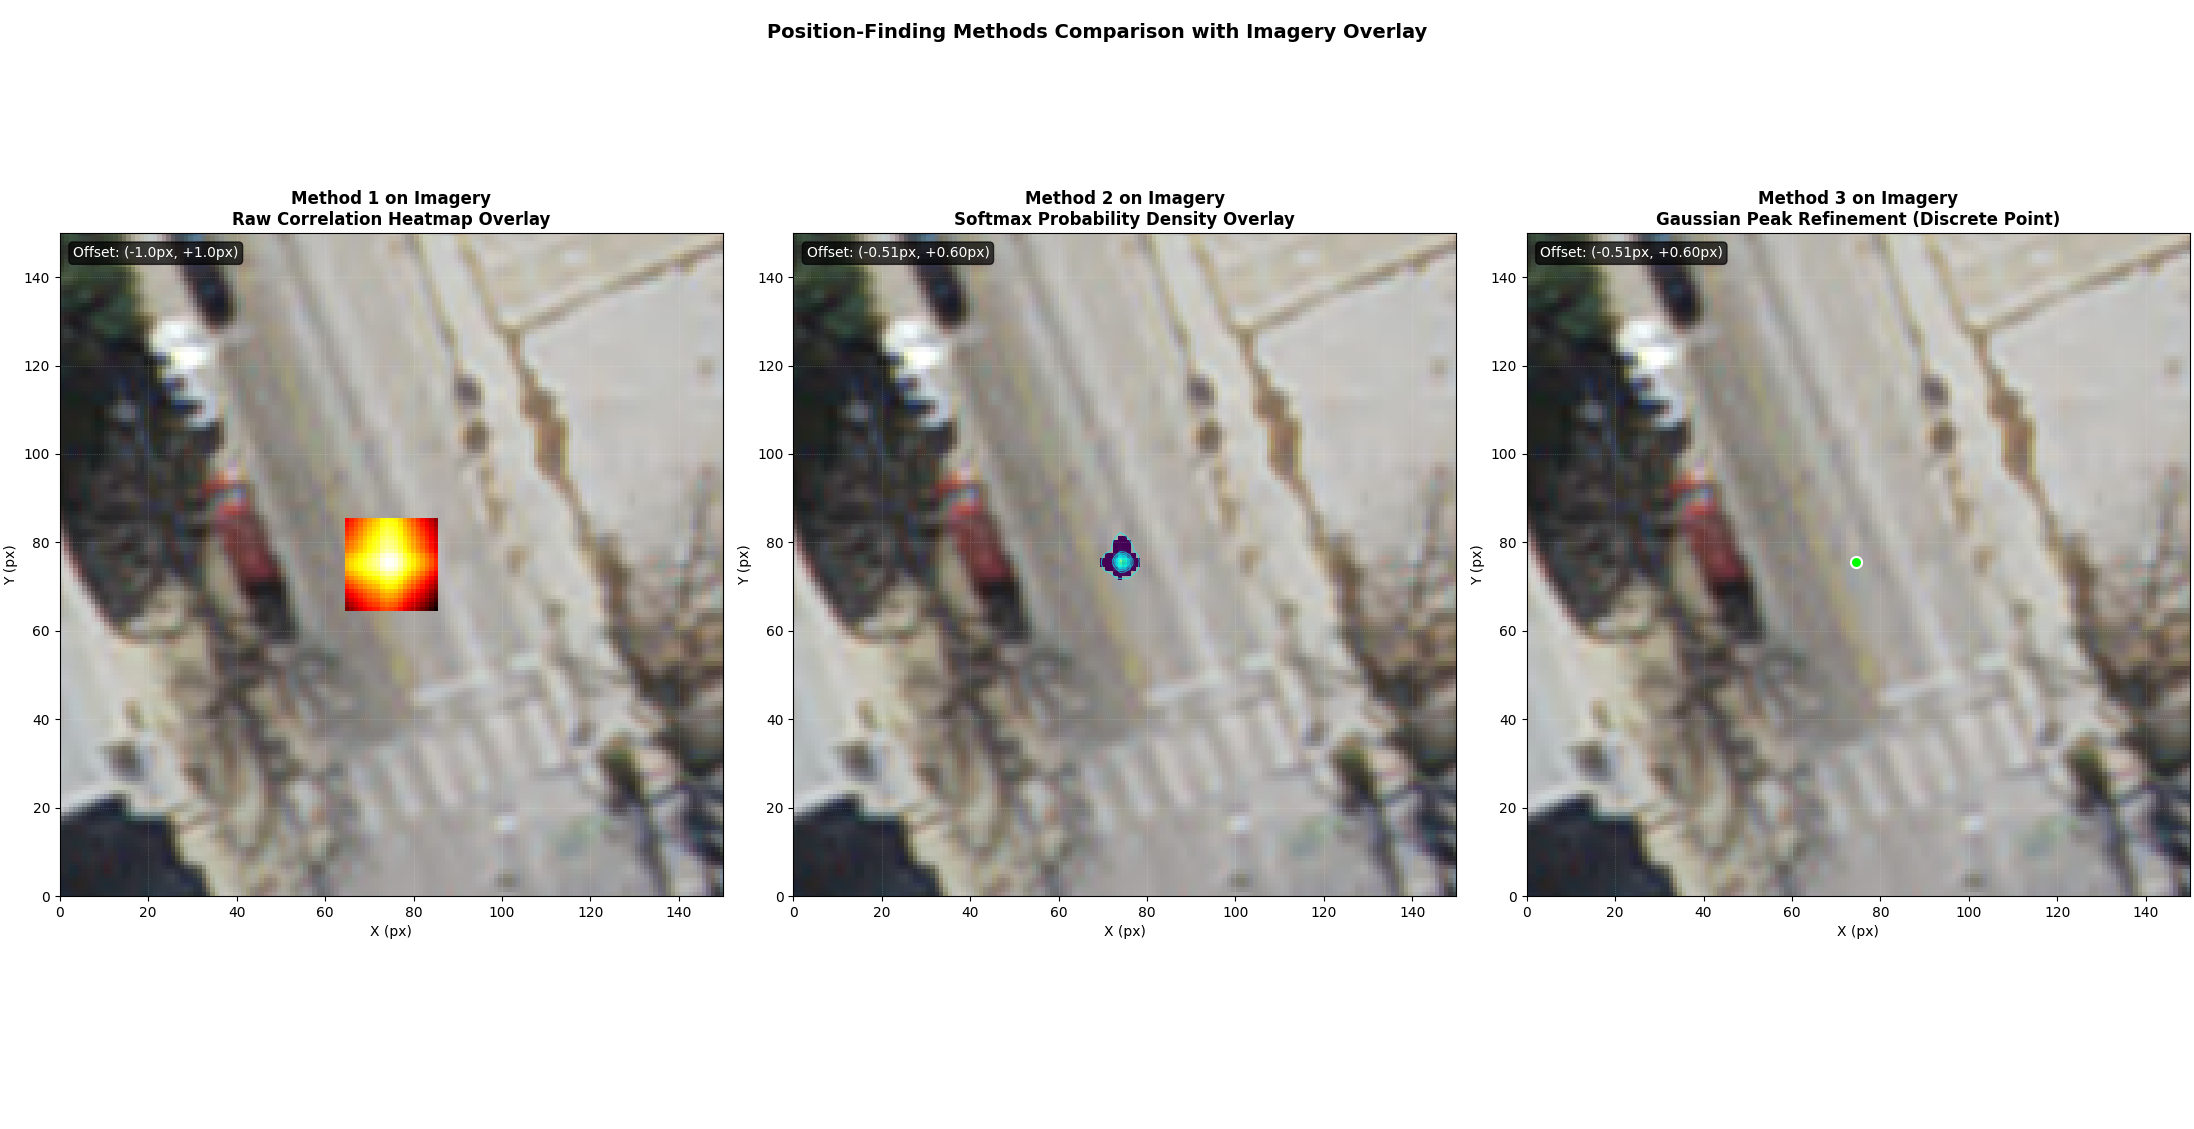 Position-Finding Methods Comparison with Imagery Overlay
Method 1 on Imagery
Raw Correlation Heatmap Overlay
Offset: (-1.0px, +1.0px)
140
120
100
80
60
40
20
0
Y (px)
0 20 40 60 80 100 120 140
X (px)
Method 2 on Imagery
Softmax Probability Density Overlay
Offset: (-0.51px, +0.60px)
140
120
100
80
60
40
20
0
Y (px)
0 20 40 60 80 100 120 140
X (px)
Method 3 on Imagery
Gaussian Peak Refinement (Discrete Point)
Offset: (-0.51px, +0.60px)
140
120
100
80
60
40
20
0
Y (px)
0 20 40 60 80 100 120 140
X (px)